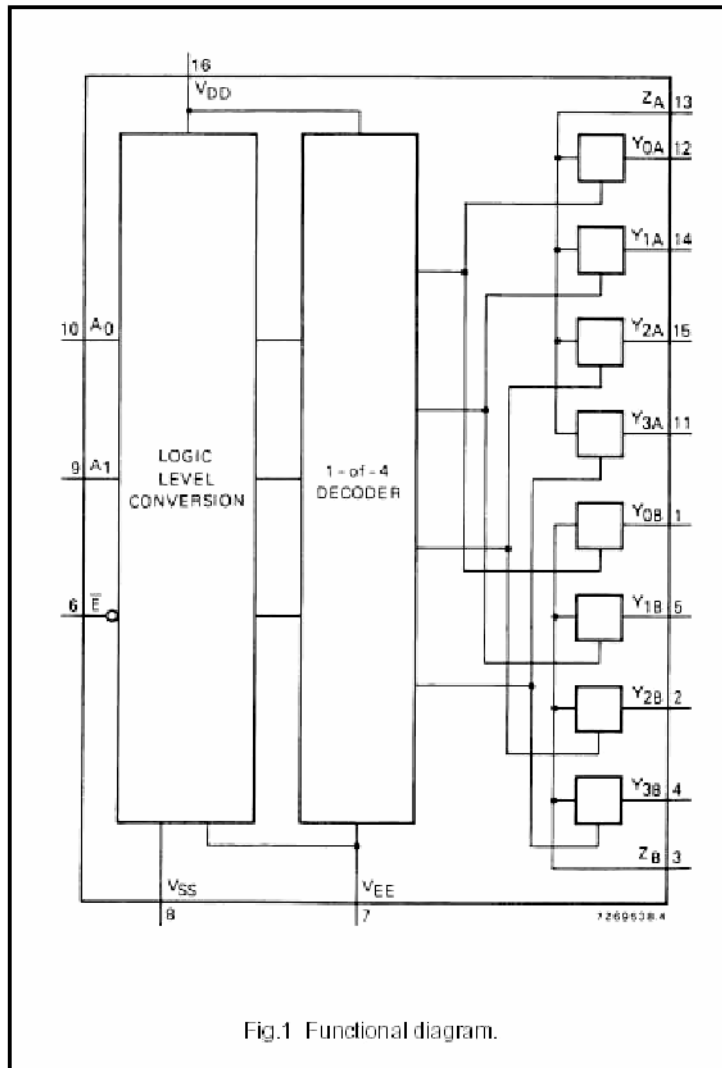 16
VDD
ZA 13
Y0A 12
Y1A 14
10 A0
Y2A 15
Y3A 11
9 A1
LOGIC
LEVEL
CONVERSION
1-of-4
DECODER
Y0B 1
6 E̅
Y1B 5
Y2B 2
Y3B 4
ZB 3
VSS
VEE
8
7
7269538.4
Fig.1 Functional diagram.